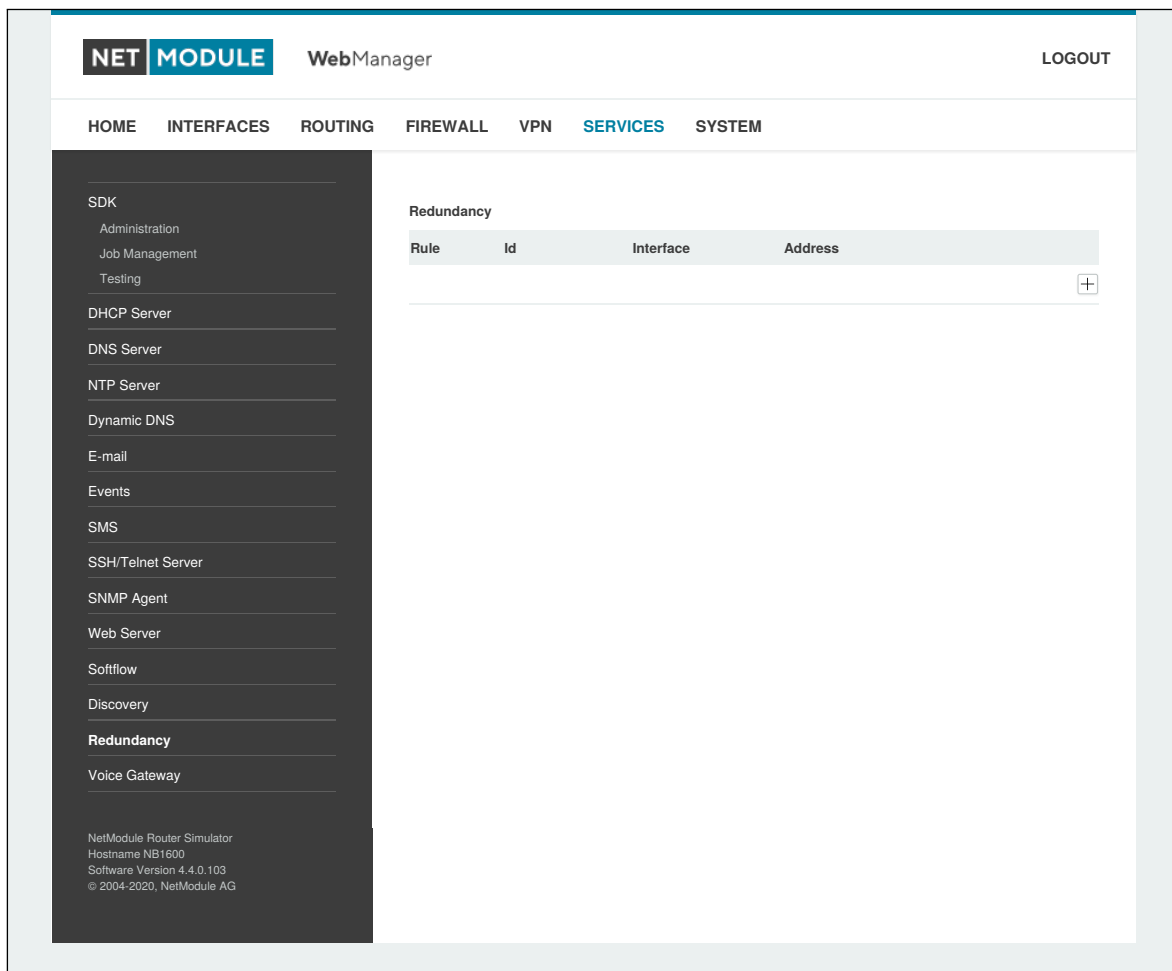 NET MODULE WebManager LOGOUT
HOME INTERFACES ROUTING FIREWALL VPN SERVICES SYSTEM
SDK
Administration
Job Management
Testing
DHCP Server
DNS Server
NTP Server
Dynamic DNS
E-mail
Events
SMS
SSH/Telnet Server
SNMP Agent
Web Server
Softflow
Discovery
Redundancy
Voice Gateway
NetModule Router Simulator
Hostname NB1600
Software Version 4.4.0.103
© 2004-2020, NetModule AG
Redundancy
Rule Id Interface Address